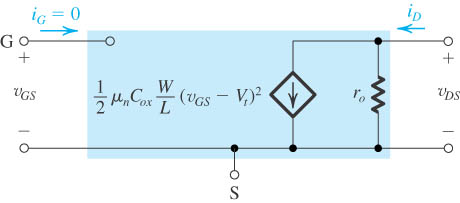 i_G = 0
i_D
G
+
+
v_GS
1/2 μ_n C_ox W/L (v_GS − V_t)²
r_o
v_DS
−
−
S